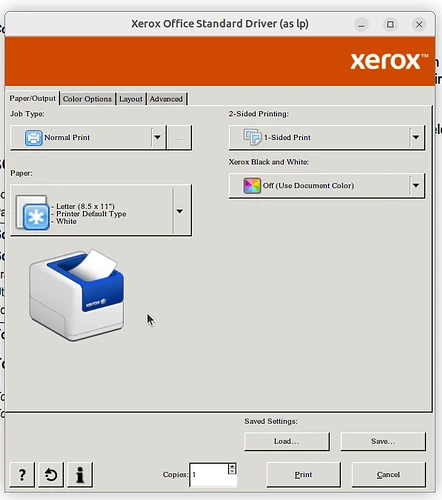 Xerox Office Standard Driver (as lp)
xerox™
Paper/Output
Color Options
Layout
Advanced
Job Type:
Normal Print
...
2-Sided Printing:
1-Sided Print
Xerox Black and White:
Off (Use Document Color)
Paper:
- Letter (8.5 x 11")
- Printer Default Type
- White
xerox
Saved Settings:
Load...
Save...
?
Copies:
1
Print
Cancel